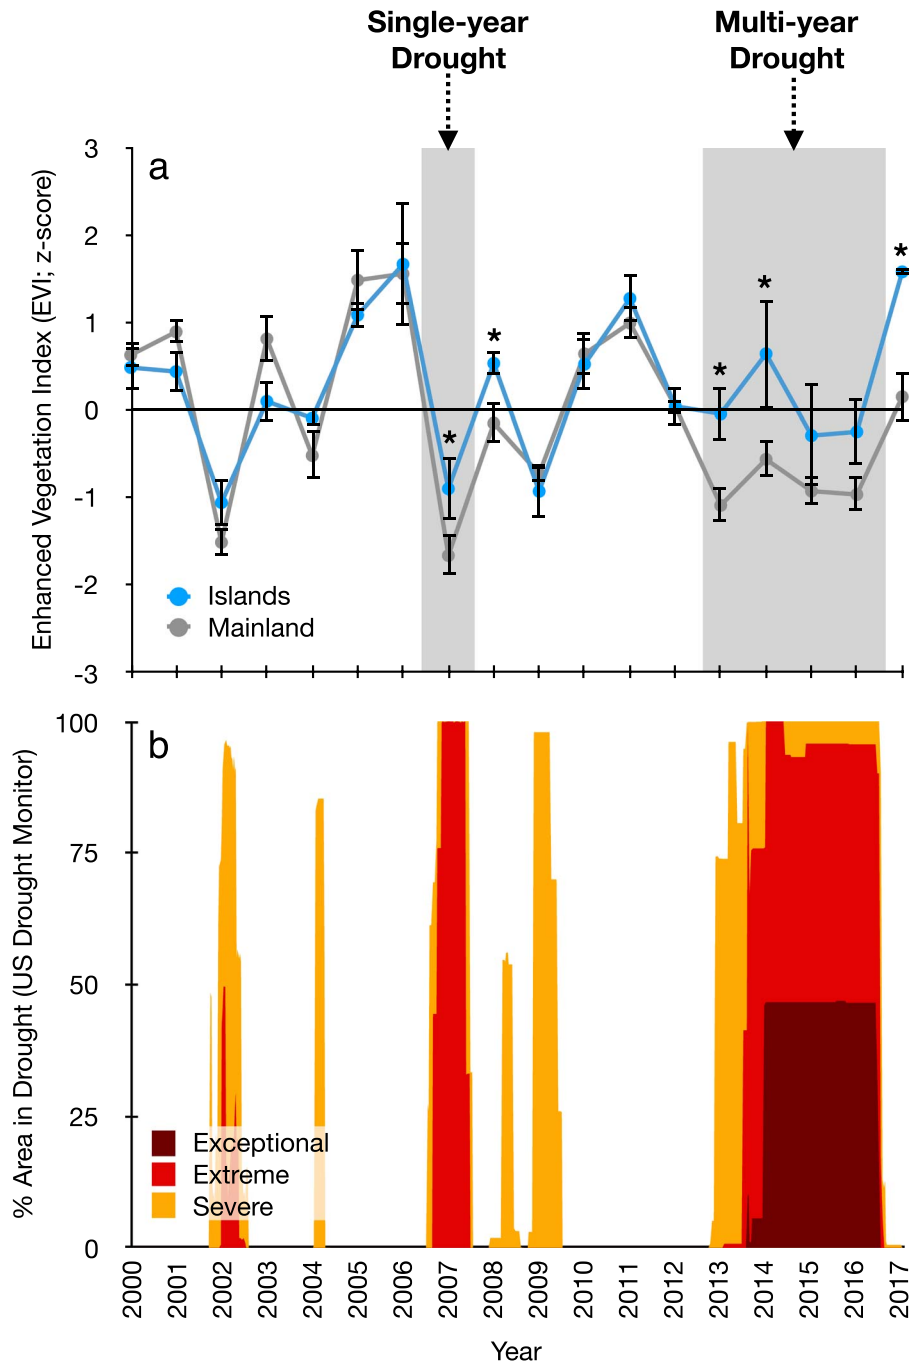 Single-year
Drought
Multi-year
Drought
a
Enhanced Vegetation Index (EVI; z-score)
3
2
1
0
-1
-2
-3
*
*
*
*
*
Islands
Mainland
b
% Area in Drought (US Drought Monitor)
100
75
50
25
0
Exceptional
Extreme
Severe
2000
2001
2002
2003
2004
2005
2006
2007
2008
2009
2010
2011
2012
2013
2014
2015
2016
2017
Year